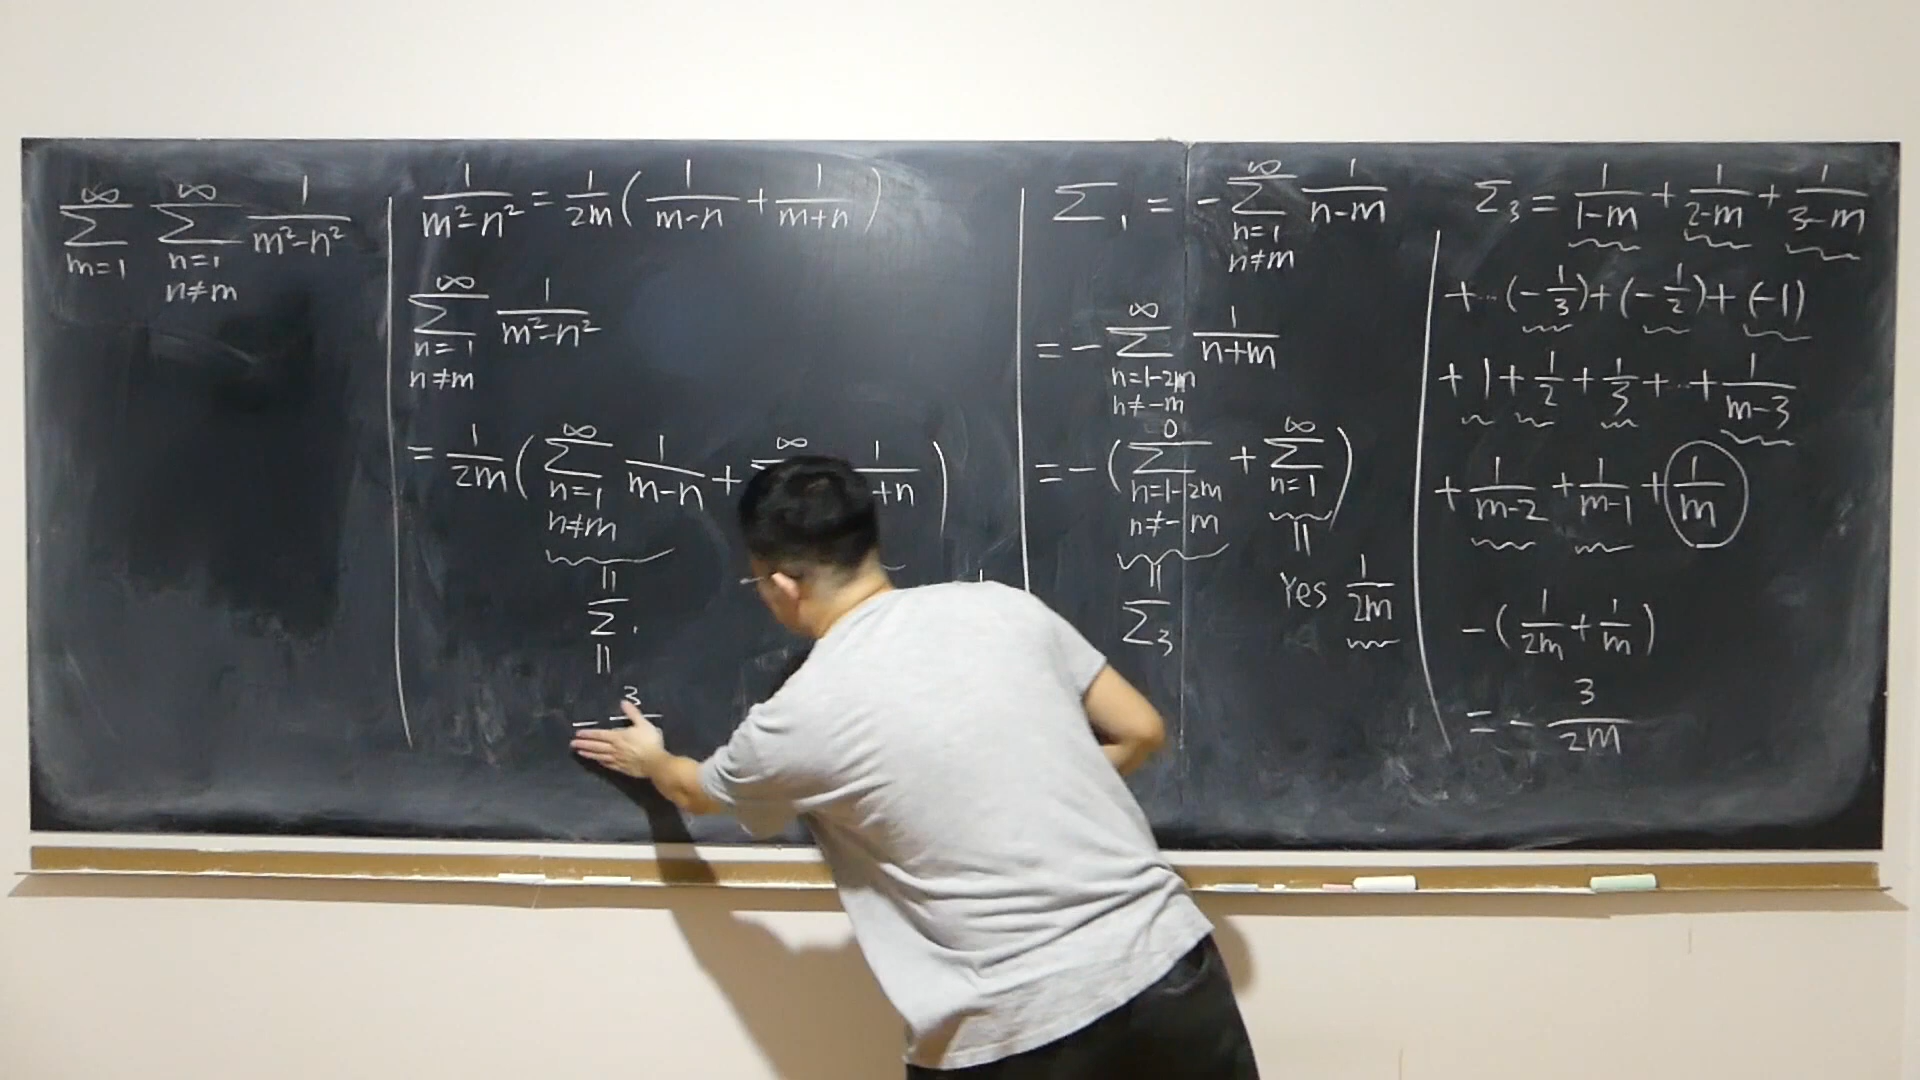 ∞ ∞ 1
Σ Σ ———
m=1 n=1 m²-n²
n≠m
1/(m²-n²) = 1/2m ( 1/(m-n) + 1/(m+n) )
∞
Σ 1/(m²-n²)
n=1
n≠m
= 1/2m ( ∞ Σ n=1 n≠m 1/(m-n) + ∞ 1 +n )
||
Σ₁
||
= 3
Σ₁ = - ∞ Σ n=1 n≠m 1/(n-m)
= - ∞ Σ n=1-2m n≠-m 1/(n+m)
= - ( 0 Σ n=1-2m n≠-m + ∞ Σ n=1 )
|| ||
Σ₃ Yes 1/2m
Σ₃ = 1/(1-m) + 1/(2-m) + 1/(3-m)
+ ··· (-1/3) + (-1/2) + (-1)
+ 1 + 1/2 + 1/3 + ·· + 1/(m-3)
+ 1/(m-2) + 1/(m-1) + 1/m
- ( 1/2m + 1/m )
= - 3/2m